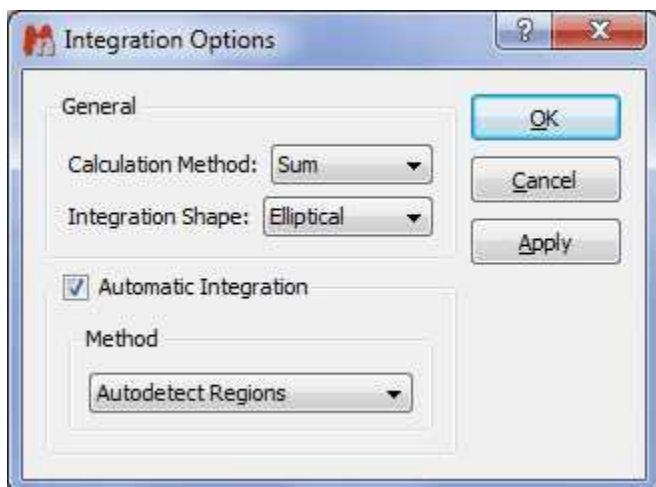 Integration Options
?
X
General
OK
Calculation Method: Sum
Cancel
Integration Shape: Elliptical
Apply
Automatic Integration
Method
Autodetect Regions